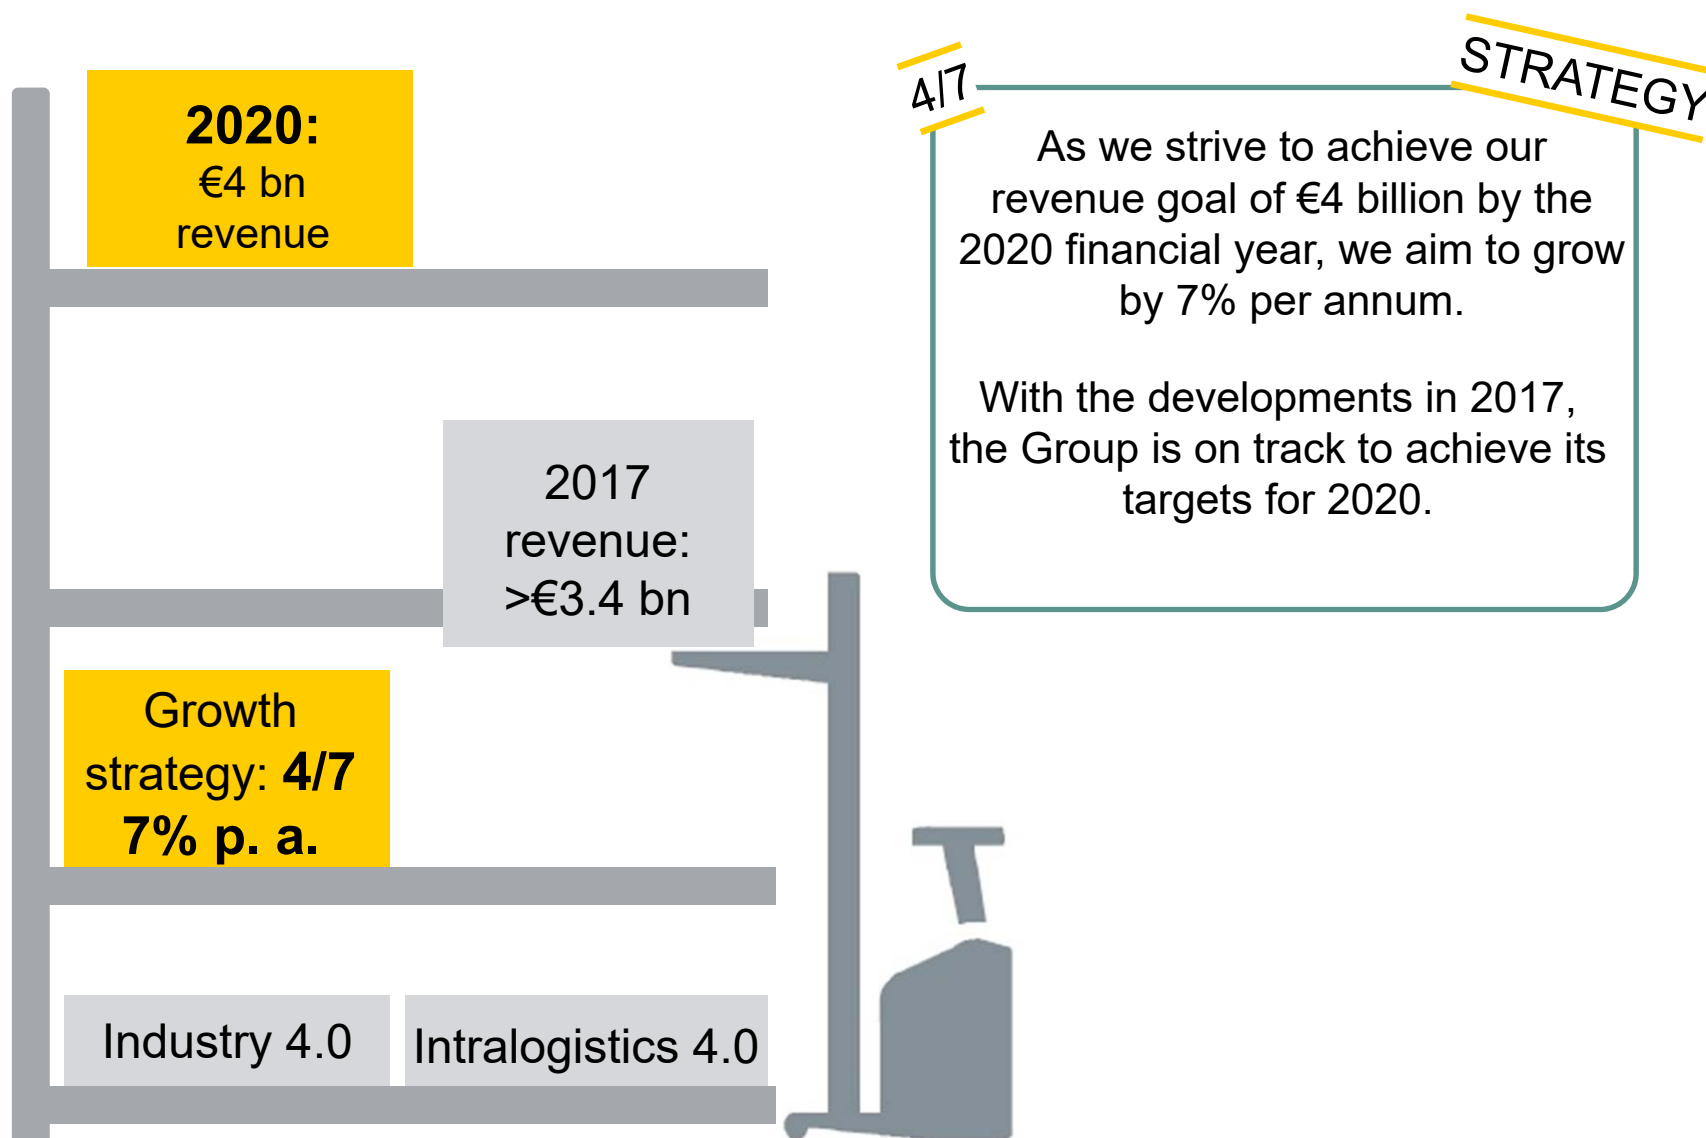 2020:
€4 bn
revenue
2017
revenue:
>€3.4 bn
Growth
strategy: 4/7
7% p. a.
Industry 4.0
Intralogistics 4.0
4/7
STRATEGY
As we strive to achieve our
revenue goal of €4 billion by the
2020 financial year, we aim to grow
by 7% per annum.
With the developments in 2017,
the Group is on track to achieve its
targets for 2020.